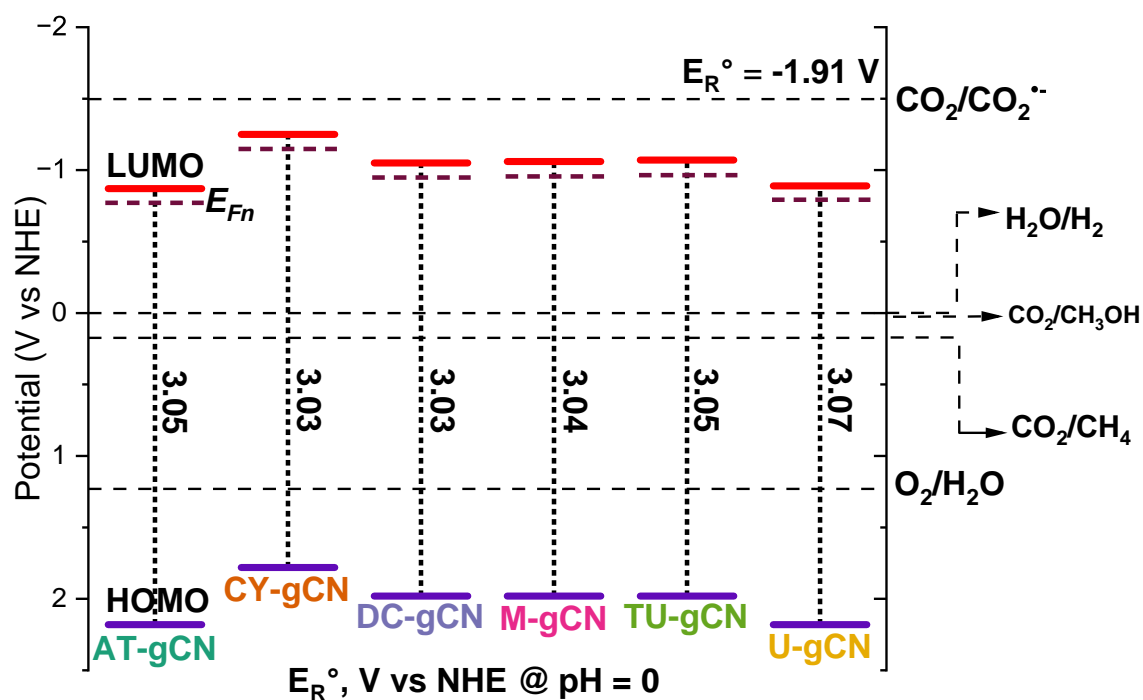 −2
E_R° = -1.91 V
CO₂/CO₂•-
LUMO
−1
E_Fn
H₂O/H₂
0
CO₂/CH₃OH
3.05
3.03
3.03
3.04
3.05
3.07
Potential (V vs NHE)
CO₂/CH₄
1
O₂/H₂O
2
HOMO
AT-gCN
CY-gCN
DC-gCN
M-gCN
TU-gCN
U-gCN
E_R°, V vs NHE @ pH = 0